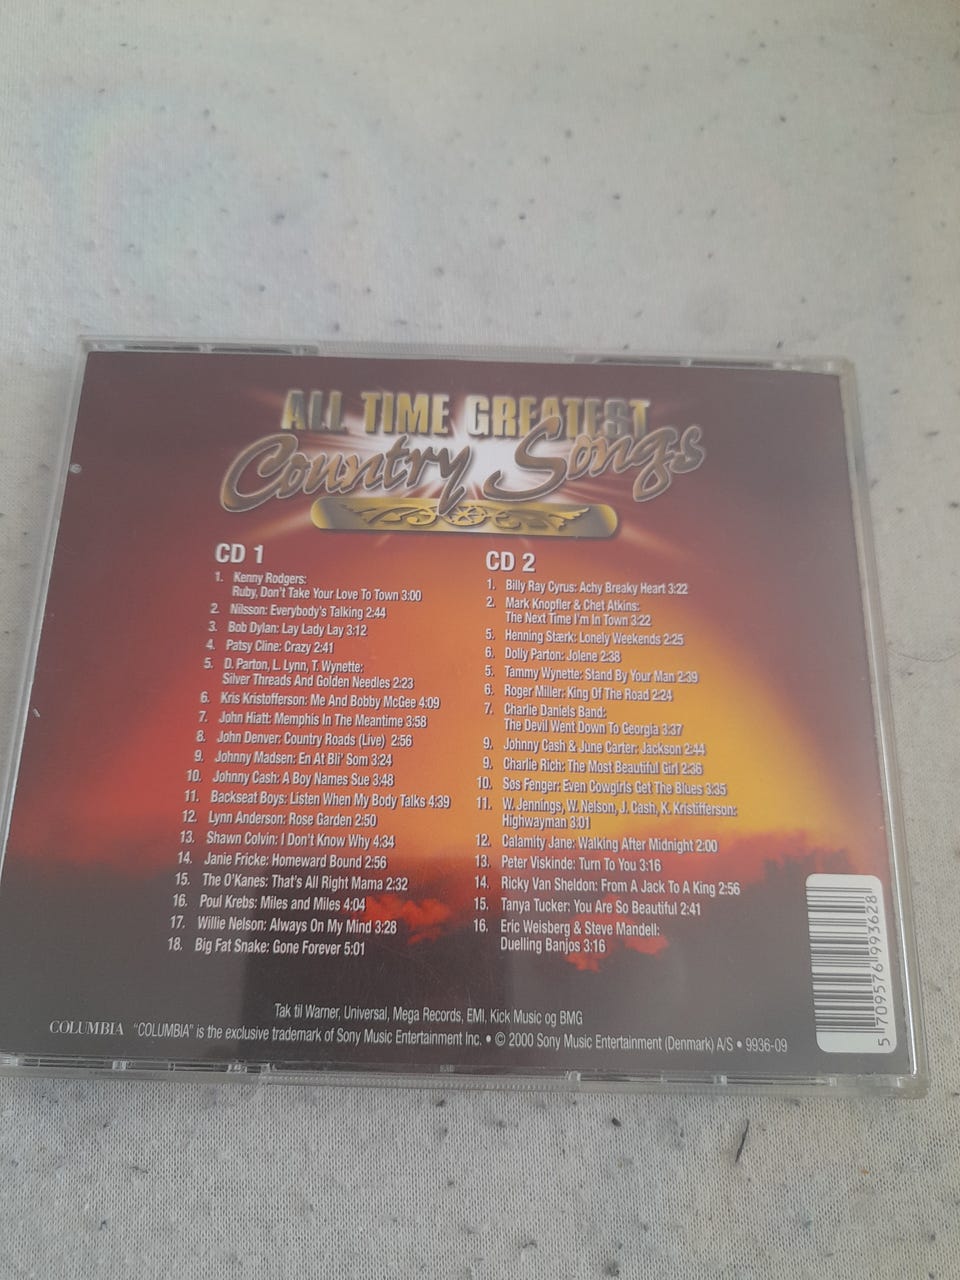 ALL TIME GREATEST
Country Songs
CD 1
1. Kenny Rodgers:
Ruby, Don't Take Your Love To Town 3:00
2. Nilsson: Everybody's Talking 2:44
3. Bob Dylan: Lay Lady Lay 3:12
4. Patsy Cline: Crazy 2:41
5. D. Parton, L. Lynn, T. Wynette:
Silver Threads And Golden Needles 2:23
6. Kris Kristofferson: Me And Bobby McGee 4:09
7. John Hiatt: Memphis In The Meantime 3:58
8. John Denver: Country Roads (Live) 2:56
9. Johnny Madsen: En At Bli' Som 3:24
10. Johnny Cash: A Boy Names Sue 3:48
11. Backseat Boys: Listen When My Body Talks 4:39
12. Lynn Anderson: Rose Garden 2:50
13. Shawn Colvin: I Don't Know Why 4:34
14. Janie Fricke: Homeward Bound 2:56
15. The O'Kanes: That's All Right Mama 2:32
16. Poul Krebs: Miles and Miles 4:04
17. Willie Nelson: Always On My Mind 3:28
18. Big Fat Snake: Gone Forever 5:01
CD 2
1. Billy Ray Cyrus: Achy Breaky Heart 3:22
2. Mark Knopfler & Chet Atkins:
The Next Time I'm In Town 3:22
5. Henning Stærk: Lonely Weekends 2:25
6. Dolly Parton: Jolene 2:38
5. Tammy Wynette: Stand By Your Man 2:39
6. Roger Miller: King Of The Road 2:24
7. Charlie Daniels Band:
The Devil Went Down To Georgia 3:37
9. Johnny Cash & June Carter: Jackson 2:44
9. Charlie Rich: The Most Beautiful Girl 2:36
10. Søs Fenger: Even Cowgirls Get The Blues 3:35
11. W. Jennings, W. Nelson, J. Cash, K. Kristifferson:
Highwayman 3:01
12. Calamity Jane: Walking After Midnight 2:00
13. Peter Viskinde: Turn To You 3:16
14. Ricky Van Sheldon: From A Jack To A King 2:56
15. Tanya Tucker: You Are So Beautiful 2:41
16. Eric Weisberg & Steve Mandell:
Duelling Banjos 3:16
Tak til Warner, Universal, Mega Records, EMI, Kick Music og BMG
COLUMBIA "COLUMBIA" is the exclusive trademark of Sony Music Entertainment Inc. • © 2000 Sony Music Entertainment (Denmark) A/S • 9936-09
5 709576 993628